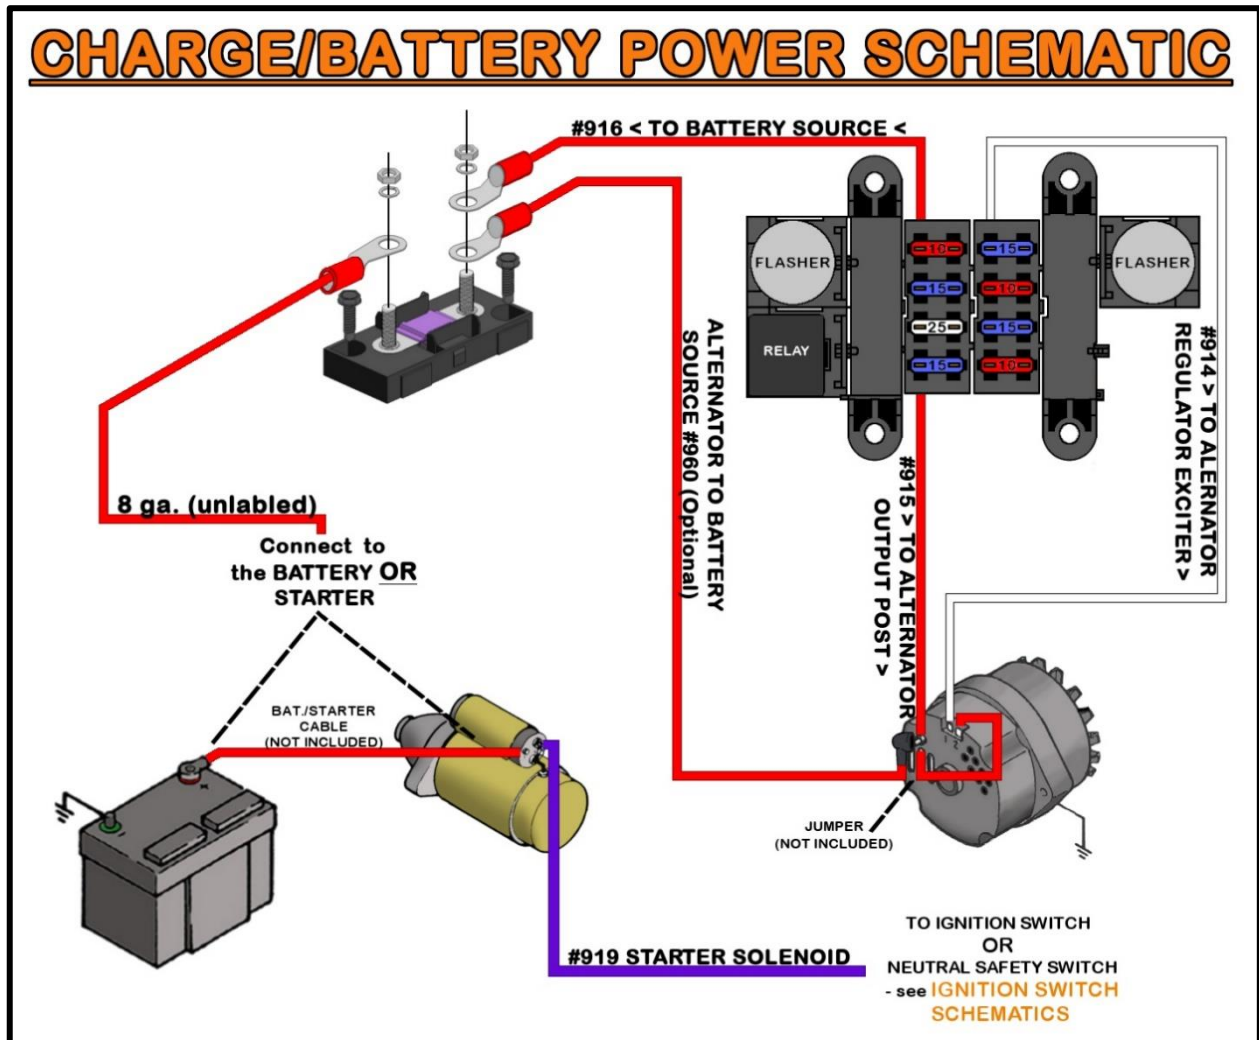 CHARGE/BATTERY POWER SCHEMATIC
#916 < TO BATTERY SOURCE <
FLASHER
10
15
15
10
FLASHER
RELAY
25
15
15
10
ALTERNATOR TO BATTERY
SOURCE #960 (Optional)
#915 > TO ALTERNATOR
OUTPUT POST >
#914 > TO ALERNATOR
REGULATOR EXCITER >
8 ga. (unlabled)
Connect to
the BATTERY OR
STARTER
BAT./STARTER
CABLE
(NOT INCLUDED)
+
-
1 2
JUMPER
(NOT INCLUDED)
#919 STARTER SOLENOID
TO IGNITION SWITCH
OR
NEUTRAL SAFETY SWITCH
- see IGNITION SWITCH
SCHEMATICS